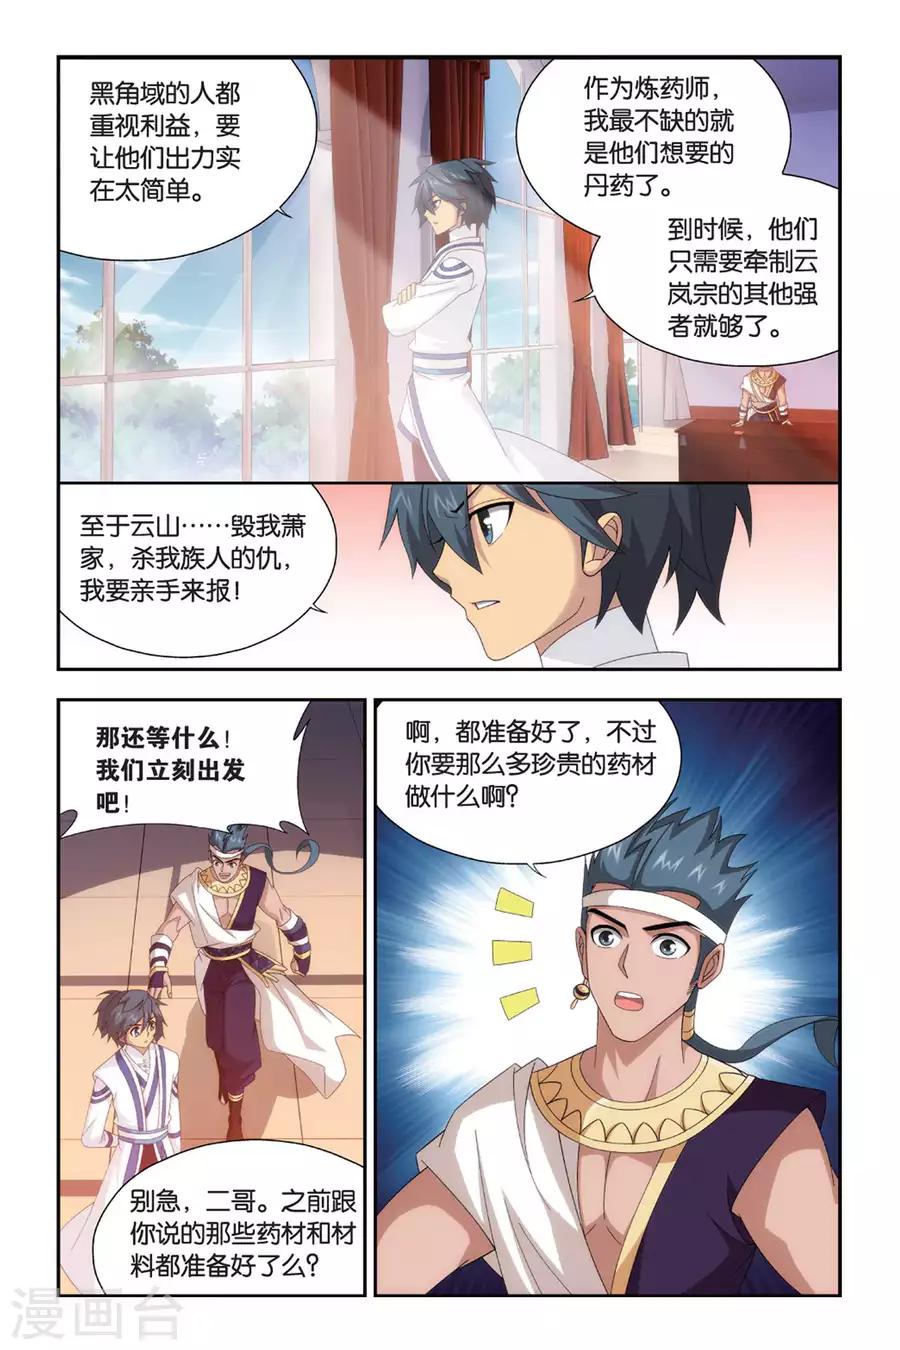 黑角域的人都
重视利益，要
让他们出力实
在太简单。
作为炼药师，
我最不缺的就
是他们想要的
丹药了。
到时候，他们
只需要牵制云
岚宗的其他强
者就够了。
至于云山……毁我萧
家，杀我族人的仇，
我要亲手来报！
那还等什么！
我们立刻出发
吧！
别急，二哥。之前跟
你说的那些药材和材
料都准备好了么？
啊，都准备好了，不过
你要那么多珍贵的药材
做什么啊？
漫画台